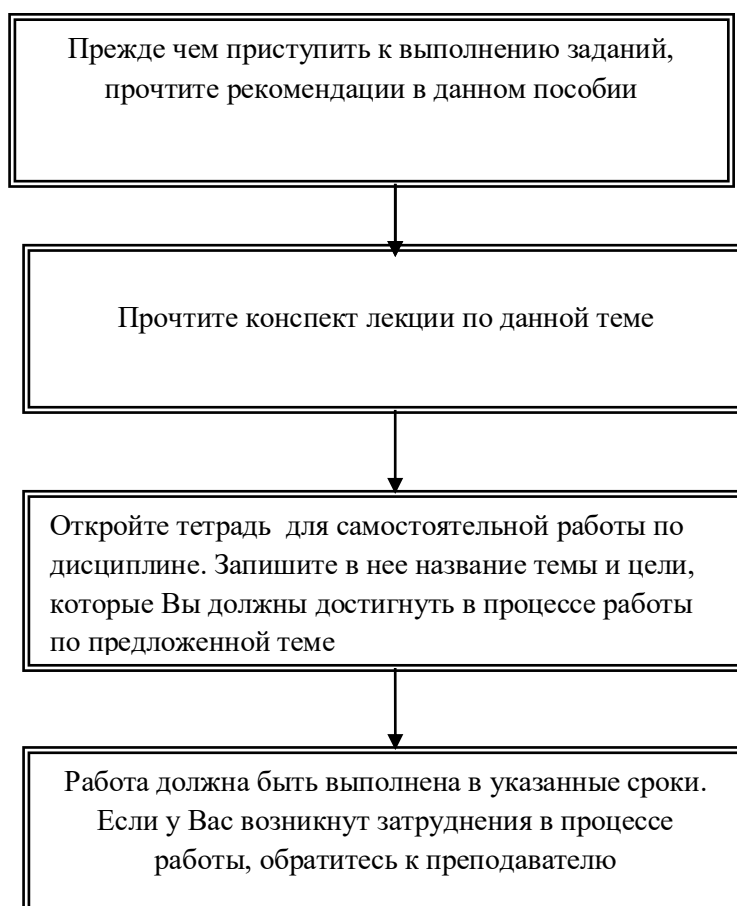 Прежде чем приступить к выполнению заданий,
прочтите рекомендации в данном пособии
Прочтите конспект лекции по данной теме
Откройте тетрадь  для самостоятельной работы по
дисциплине. Запишите в нее название темы и цели,
которые Вы должны достигнуть в процессе работы
по предложенной теме
Работа должна быть выполнена в указанные сроки.
Если у Вас возникнут затруднения в процессе
работы, обратитесь к преподавателю